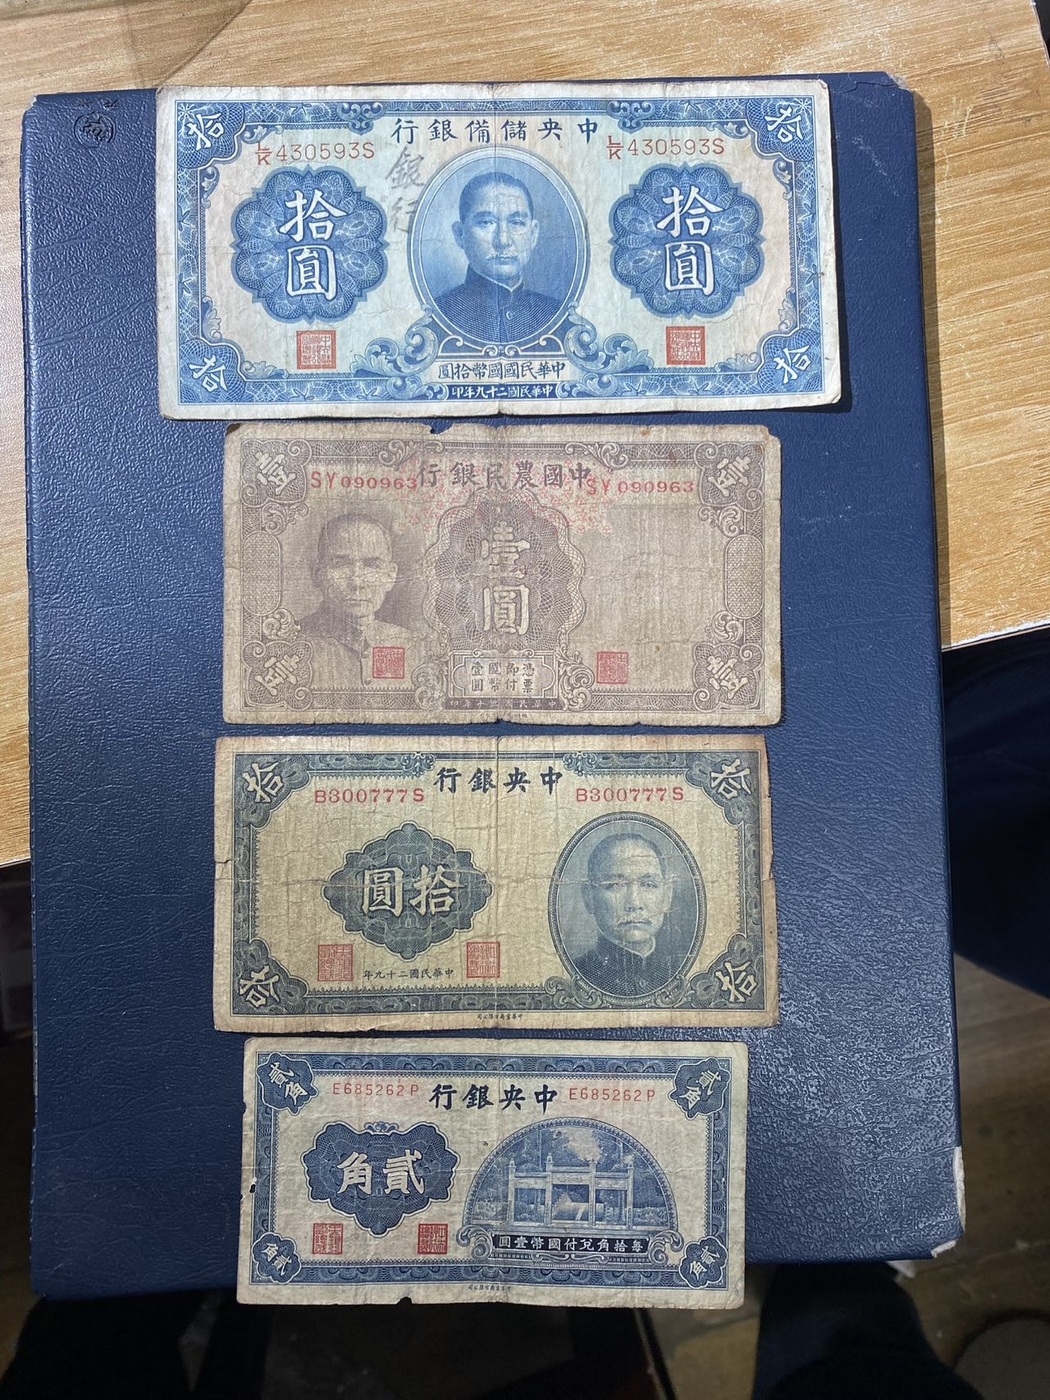 中央儲備銀行
拾 拾
L/K 430593S L/K 430593S
銀行
拾圓 拾圓
中華民國國幣拾圓
中華民國二十九年印
拾 拾
中國農民銀行
壹 壹
SY090963 SY090963
壹圓
憑票即付國幣壹圓
壹 壹
中央銀行
拾 拾
B300777S B300777S
拾圓
中華民國二十九年
拾 拾
中央銀行
貳角 貳角
E685262P E685262P
貳角
每拾角兌付國幣壹圓
貳角 貳角